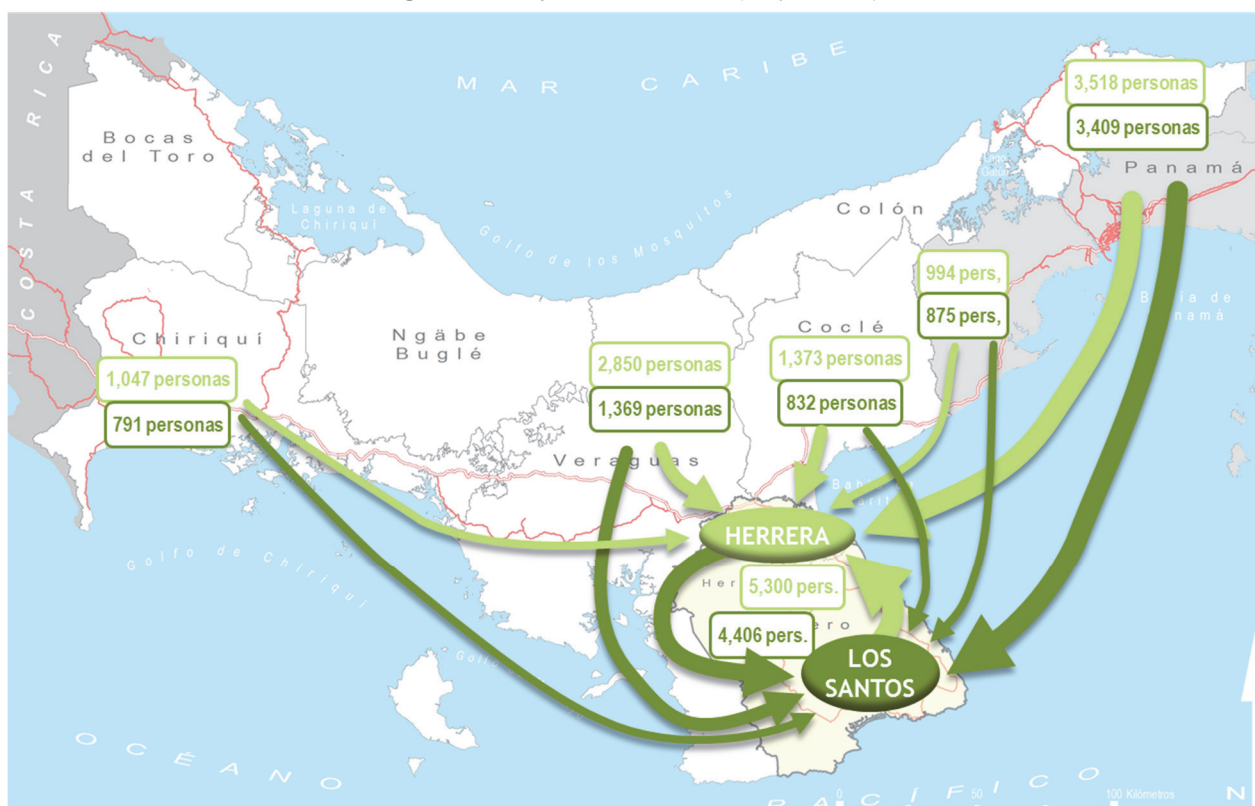 MAR CARIBE
COSTA RICA
3,518 personas
3,409 personas
Panamá
Bocas
del Toro
Laguna de
Chiriquí
Golfo de los Mosquitos
Colón
994 pers,
875 pers,
Chiriquí
1,047 personas
791 personas
Ngäbe
Buglé
2,850 personas
1,369 personas
Veraguas
Coclé
1,373 personas
832 personas
HERRERA
5,300 pers.
4,406 pers.
LOS
SANTOS
Golfo de Chiriquí
OCÉANO
PACÍFICO
0 50 100 Kilómetros
N